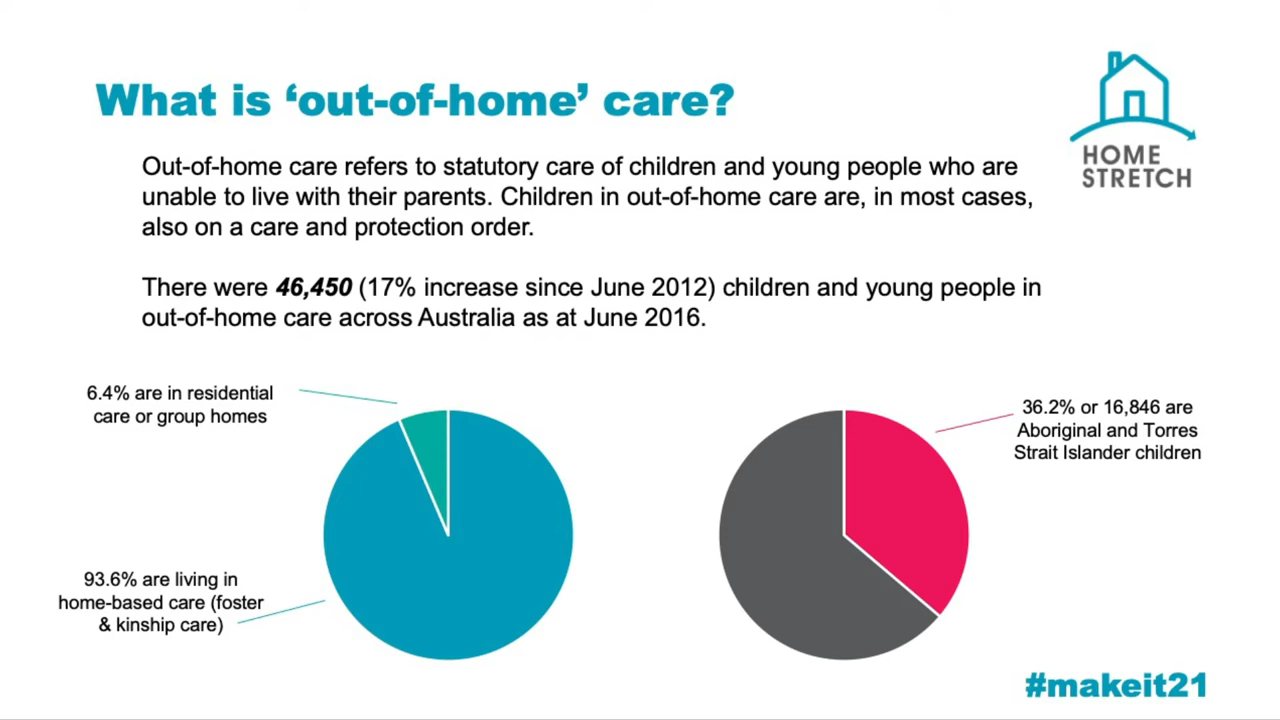 What is ‘out-of-home’ care?
HOME
STRETCH
Out-of-home care refers to statutory care of children and young people who are
unable to live with their parents. Children in out-of-home care are, in most cases,
also on a care and protection order.
There were 46,450 (17% increase since June 2012) children and young people in
out-of-home care across Australia as at June 2016.
6.4% are in residential
care or group homes
93.6% are living in
home-based care (foster
& kinship care)
36.2% or 16,846 are
Aboriginal and Torres
Strait Islander children
#makeit21